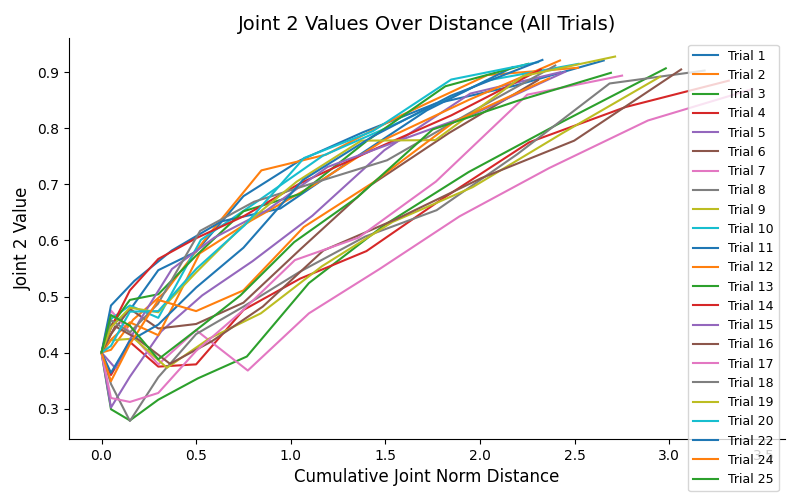 Joint 2 Values Over Distance (All Trials)
Joint 2 Value
0.9
0.8
0.7
0.6
0.5
0.4
0.3
0.0
0.5
1.0
1.5
2.0
2.5
3.0
3.5
Cumulative Joint Norm Distance
Trial 1
Trial 2
Trial 3
Trial 4
Trial 5
Trial 6
Trial 7
Trial 8
Trial 9
Trial 10
Trial 11
Trial 12
Trial 13
Trial 14
Trial 15
Trial 16
Trial 17
Trial 18
Trial 19
Trial 20
Trial 22
Trial 24
Trial 25